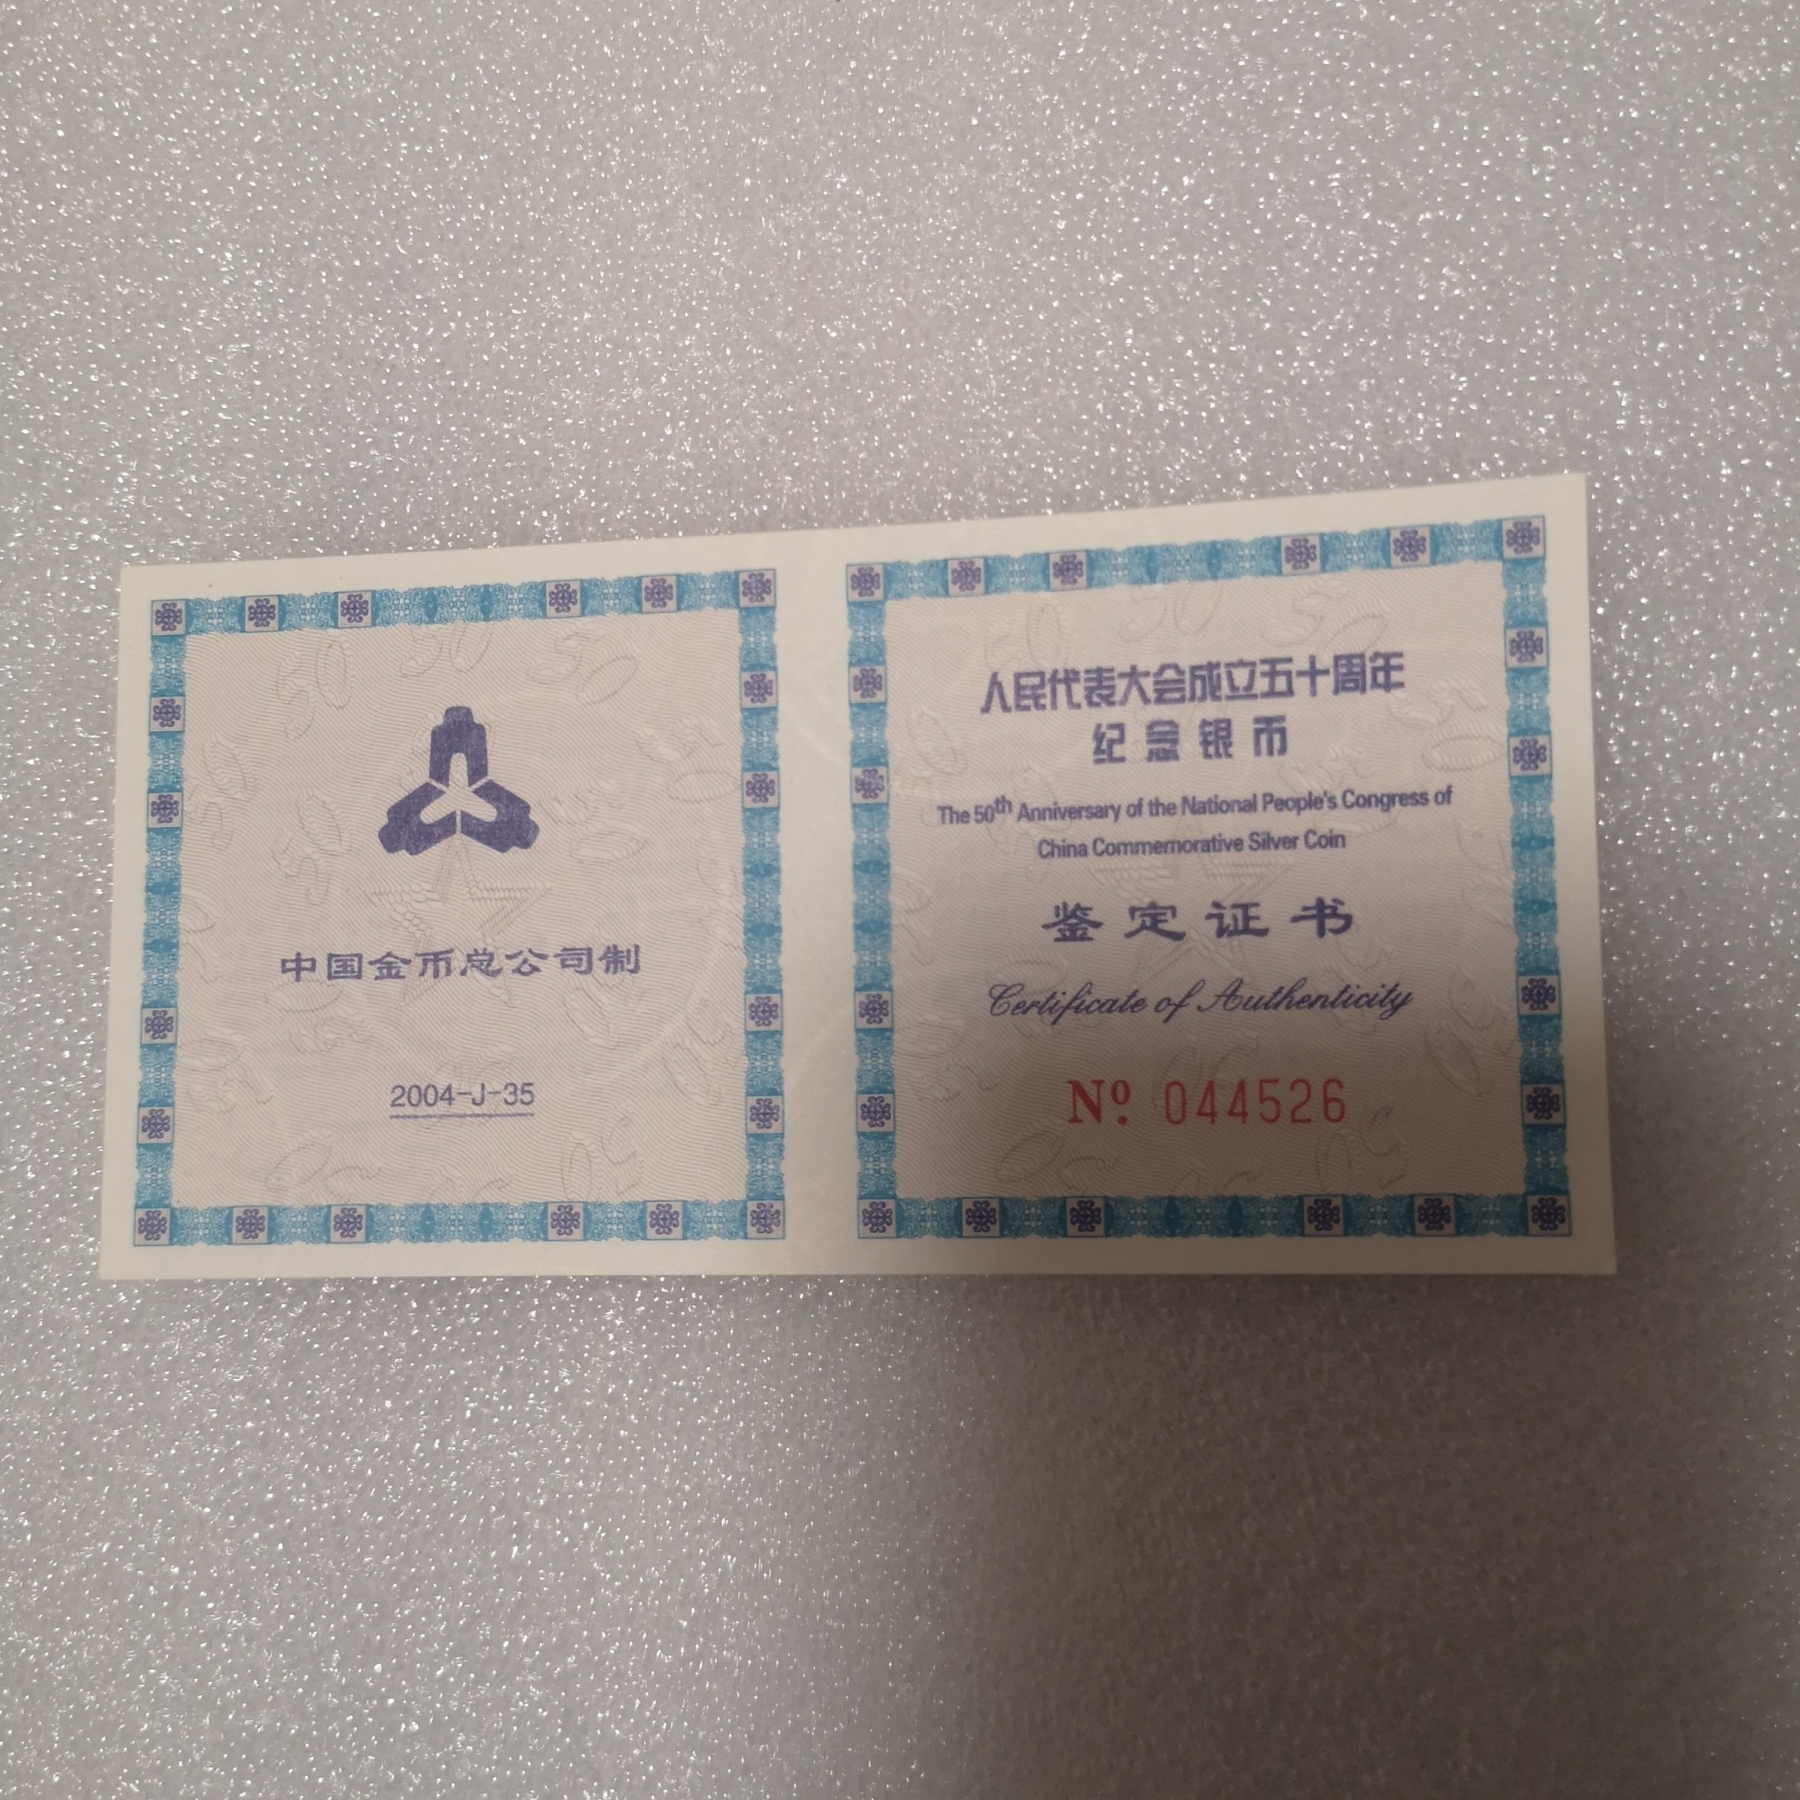 中国金币总公司制
2004-J-35
人民代表大会成立五十周年
纪念银币
The 50th Anniversary of the National People's Congress of
China Commemorative Silver Coin
鉴定证书
Certificate of Authenticity
Nº 044526